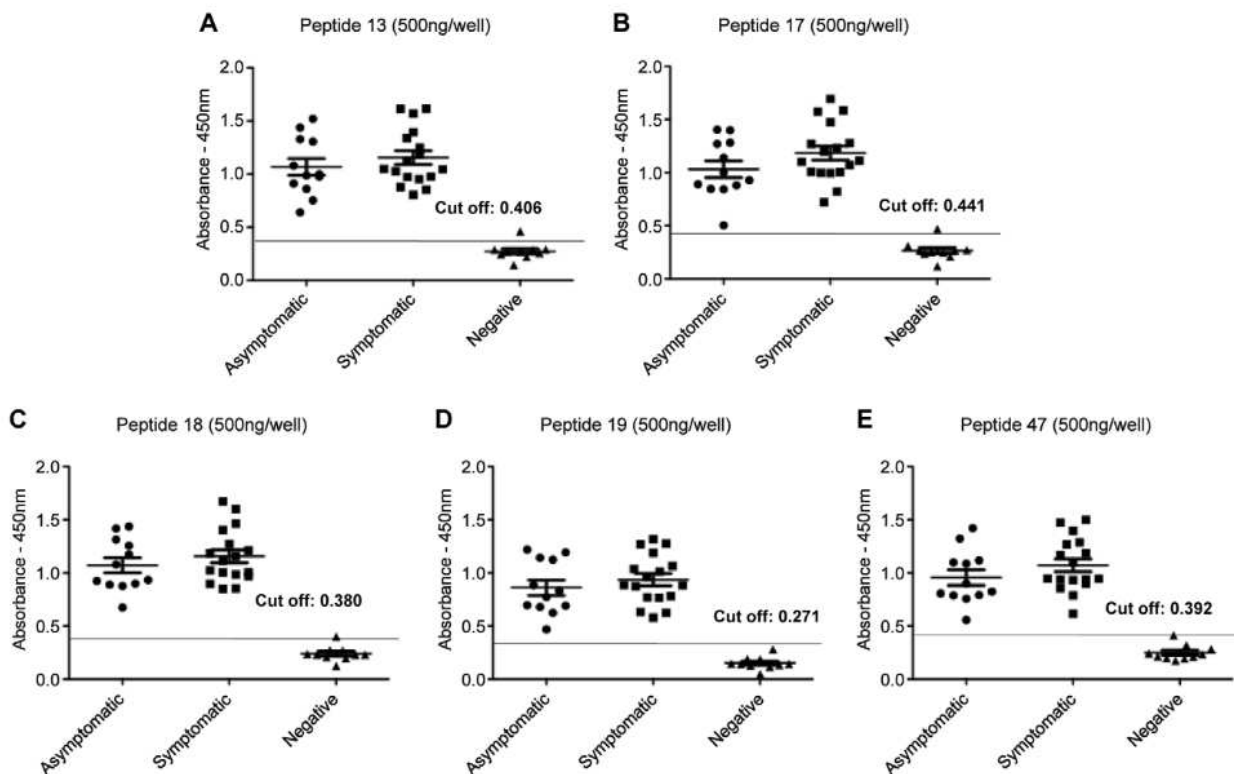 A
Peptide 13 (500ng/well)
Absorbance - 450nm
2.0
1.5
1.0
0.5
0.0
Cut off: 0.406
Asymptomatic
Symptomatic
Negative
B
Peptide 17 (500ng/well)
Absorbance - 450nm
2.0
1.5
1.0
0.5
0.0
Cut off: 0.441
Asymptomatic
Symptomatic
Negative
C
Peptide 18 (500ng/well)
Absorbance - 450nm
2.0
1.5
1.0
0.5
0.0
Cut off: 0.380
Asymptomatic
Symptomatic
Negative
D
Peptide 19 (500ng/well)
Absorbance - 450nm
2.0
1.5
1.0
0.5
0.0
Cut off: 0.271
Asymptomatic
Symptomatic
Negative
E
Peptide 47 (500ng/well)
Absorbance - 450nm
2.0
1.5
1.0
0.5
0.0
Cut off: 0.392
Asymptomatic
Symptomatic
Negative